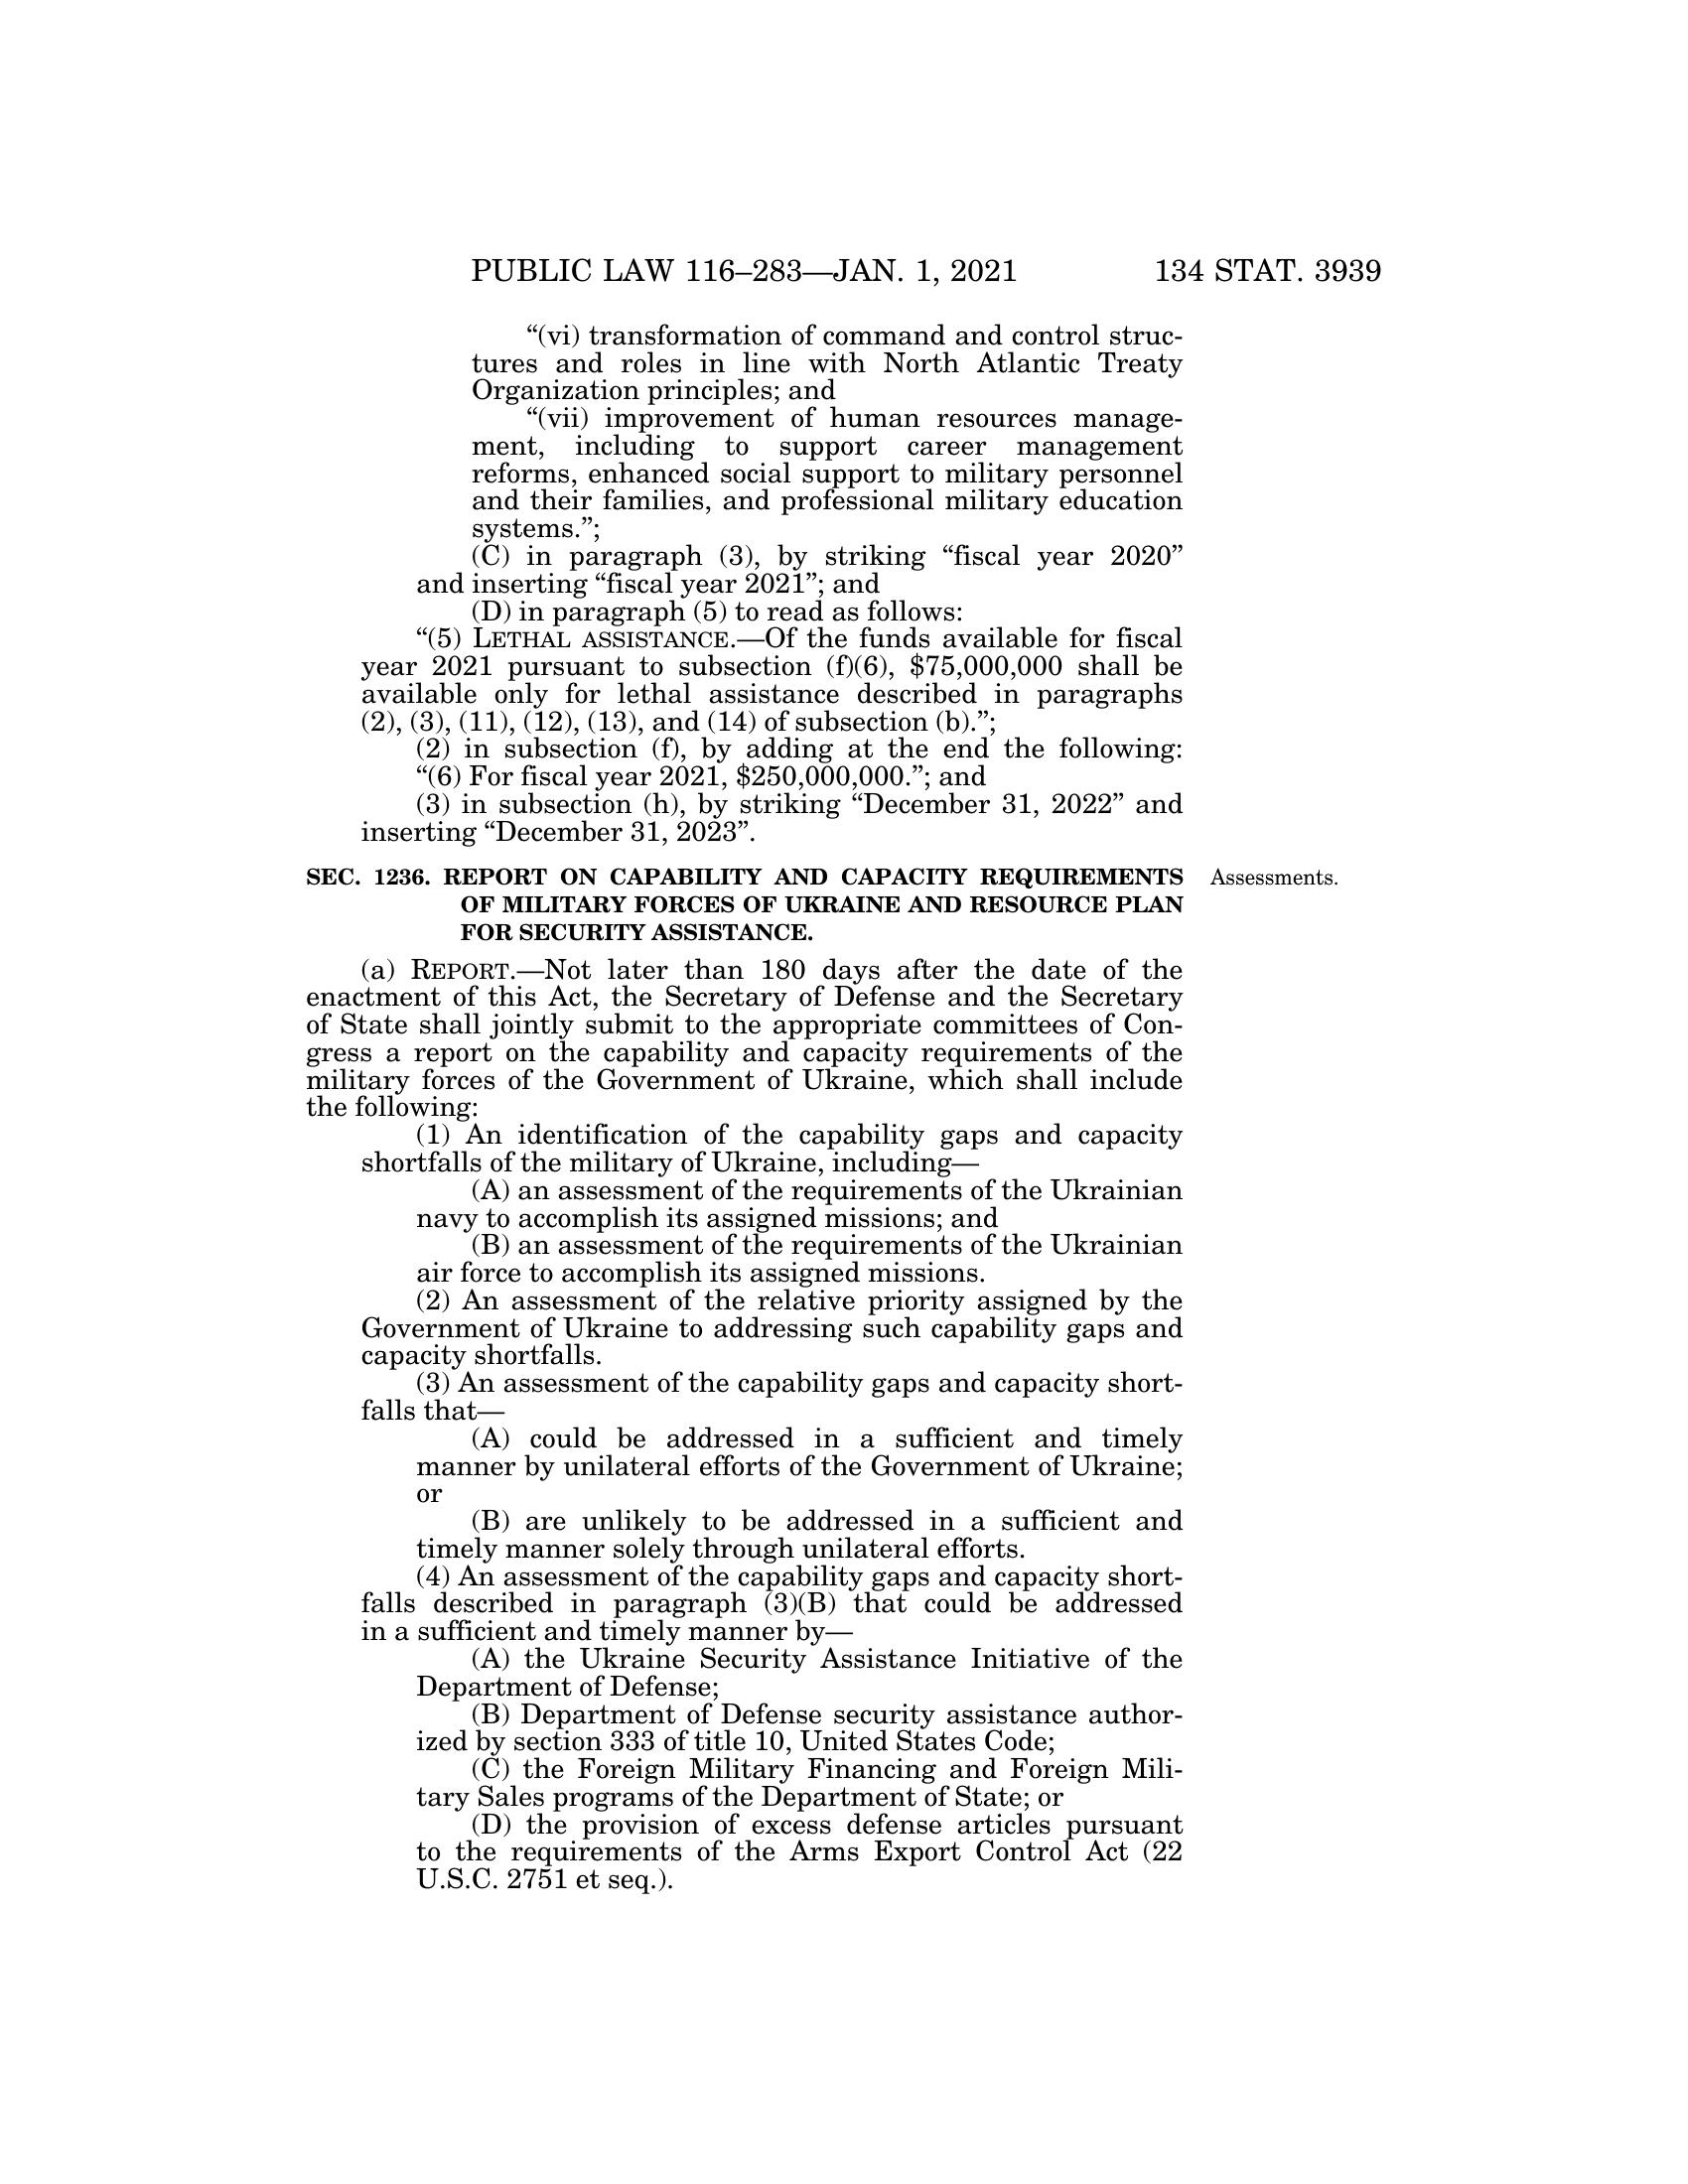 PUBLIC LAW 116–283—JAN. 1, 2021 134 STAT. 3939
“(vi) transformation of command and control struc-
tures and roles in line with North Atlantic Treaty
Organization principles; and
“(vii) improvement of human resources manage-
ment, including to support career management
reforms, enhanced social support to military personnel
and their families, and professional military education
systems.”;
(C) in paragraph (3), by striking “fiscal year 2020”
and inserting “fiscal year 2021”; and
(D) in paragraph (5) to read as follows:
“(5) LETHAL ASSISTANCE.—Of the funds available for fiscal
year 2021 pursuant to subsection (f)(6), $75,000,000 shall be
available only for lethal assistance described in paragraphs
(2), (3), (11), (12), (13), and (14) of subsection (b).”;
(2) in subsection (f), by adding at the end the following:
“(6) For fiscal year 2021, $250,000,000.”; and
(3) in subsection (h), by striking “December 31, 2022” and
inserting “December 31, 2023”.
SEC. 1236. REPORT ON CAPABILITY AND CAPACITY REQUIREMENTS Assessments.
OF MILITARY FORCES OF UKRAINE AND RESOURCE PLAN
FOR SECURITY ASSISTANCE.
(a) REPORT.—Not later than 180 days after the date of the
enactment of this Act, the Secretary of Defense and the Secretary
of State shall jointly submit to the appropriate committees of Con-
gress a report on the capability and capacity requirements of the
military forces of the Government of Ukraine, which shall include
the following:
(1) An identification of the capability gaps and capacity
shortfalls of the military of Ukraine, including—
(A) an assessment of the requirements of the Ukrainian
navy to accomplish its assigned missions; and
(B) an assessment of the requirements of the Ukrainian
air force to accomplish its assigned missions.
(2) An assessment of the relative priority assigned by the
Government of Ukraine to addressing such capability gaps and
capacity shortfalls.
(3) An assessment of the capability gaps and capacity short-
falls that—
(A) could be addressed in a sufficient and timely
manner by unilateral efforts of the Government of Ukraine;
or
(B) are unlikely to be addressed in a sufficient and
timely manner solely through unilateral efforts.
(4) An assessment of the capability gaps and capacity short-
falls described in paragraph (3)(B) that could be addressed
in a sufficient and timely manner by—
(A) the Ukraine Security Assistance Initiative of the
Department of Defense;
(B) Department of Defense security assistance author-
ized by section 333 of title 10, United States Code;
(C) the Foreign Military Financing and Foreign Mili-
tary Sales programs of the Department of State; or
(D) the provision of excess defense articles pursuant
to the requirements of the Arms Export Control Act (22
U.S.C. 2751 et seq.).